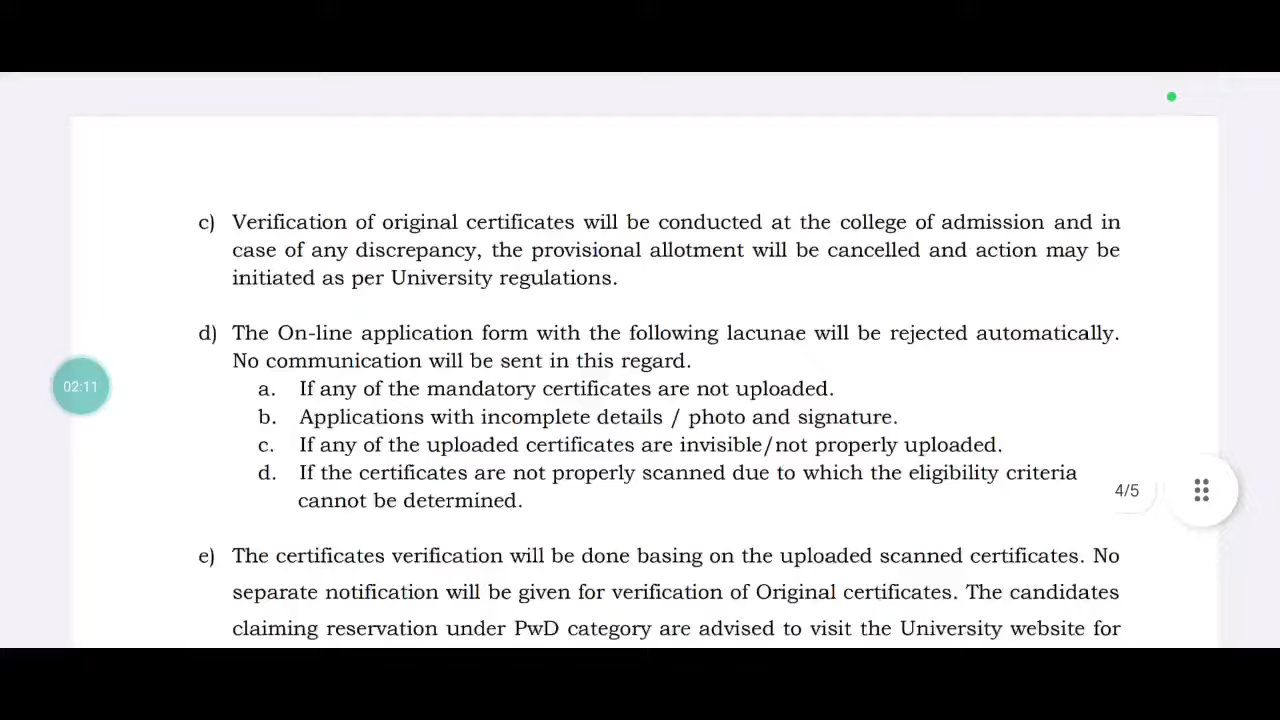 c) Verification of original certificates will be conducted at the college of admission and in
case of any discrepancy, the provisional allotment will be cancelled and action may be
initiated as per University regulations.
d) The On-line application form with the following lacunae will be rejected automatically.
No communication will be sent in this regard.
a. If any of the mandatory certificates are not uploaded.
02:11
b. Applications with incomplete details / photo and signature.
c. If any of the uploaded certificates are invisible/not properly uploaded.
d. If the certificates are not properly scanned due to which the eligibility criteria
4/5
cannot be determined.
e) The certificates verification will be done basing on the uploaded scanned certificates. No
separate notification will be given for verification of Original certificates. The candidates
claiming reservation under PwD category are advised to visit the University website for